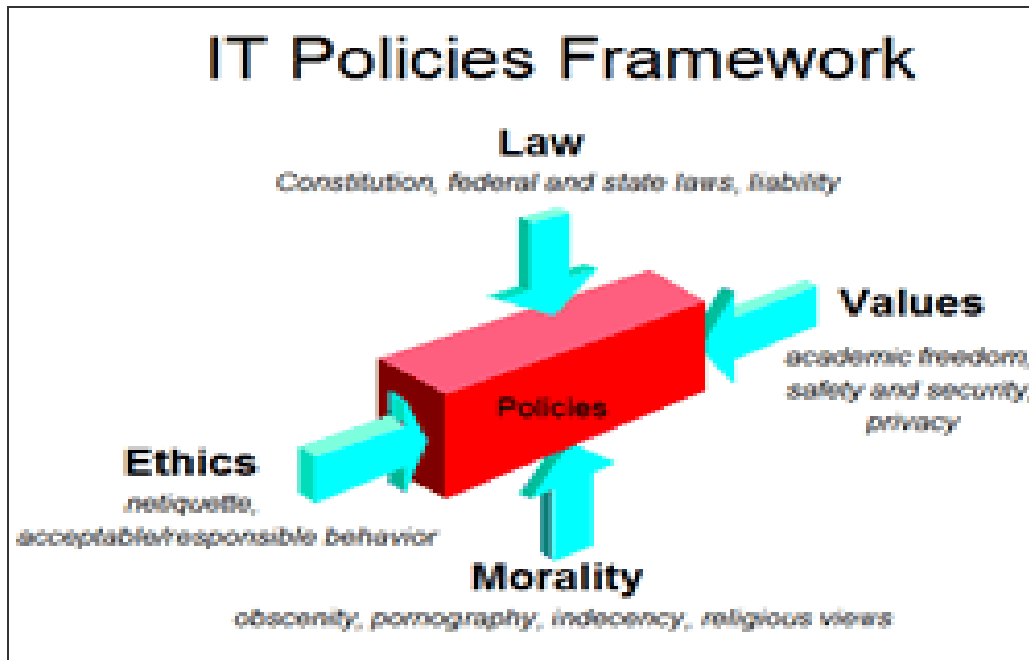 IT Policies Framework
Law
Constitution, federal and state laws, liability
Values
academic freedom,
safety and security,
privacy
Policies
Ethics
netiquette,
acceptable/responsible behavior
Morality
obscenity, pornography, indecency, religious views